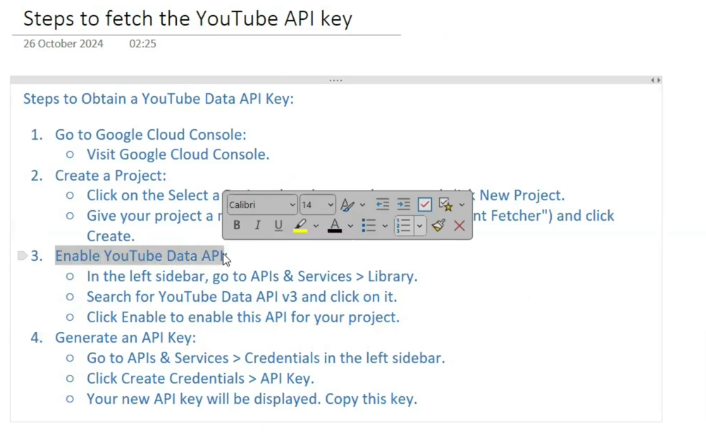 Steps to fetch the YouTube API key
26 October 2024 02:25
Steps to Obtain a YouTube Data API Key:
1. Go to Google Cloud Console:
○ Visit Google Cloud Console.
2. Create a Project:
○ Click on the Select a New Project.
Calibri 14
○ Give your project a Fetcher") and click
B I U A
Create.
3. Enable YouTube Data API
○ In the left sidebar, go to APIs & Services > Library.
○ Search for YouTube Data API v3 and click on it.
○ Click Enable to enable this API for your project.
4. Generate an API Key:
○ Go to APIs & Services > Credentials in the left sidebar.
○ Click Create Credentials > API Key.
○ Your new API key will be displayed. Copy this key.